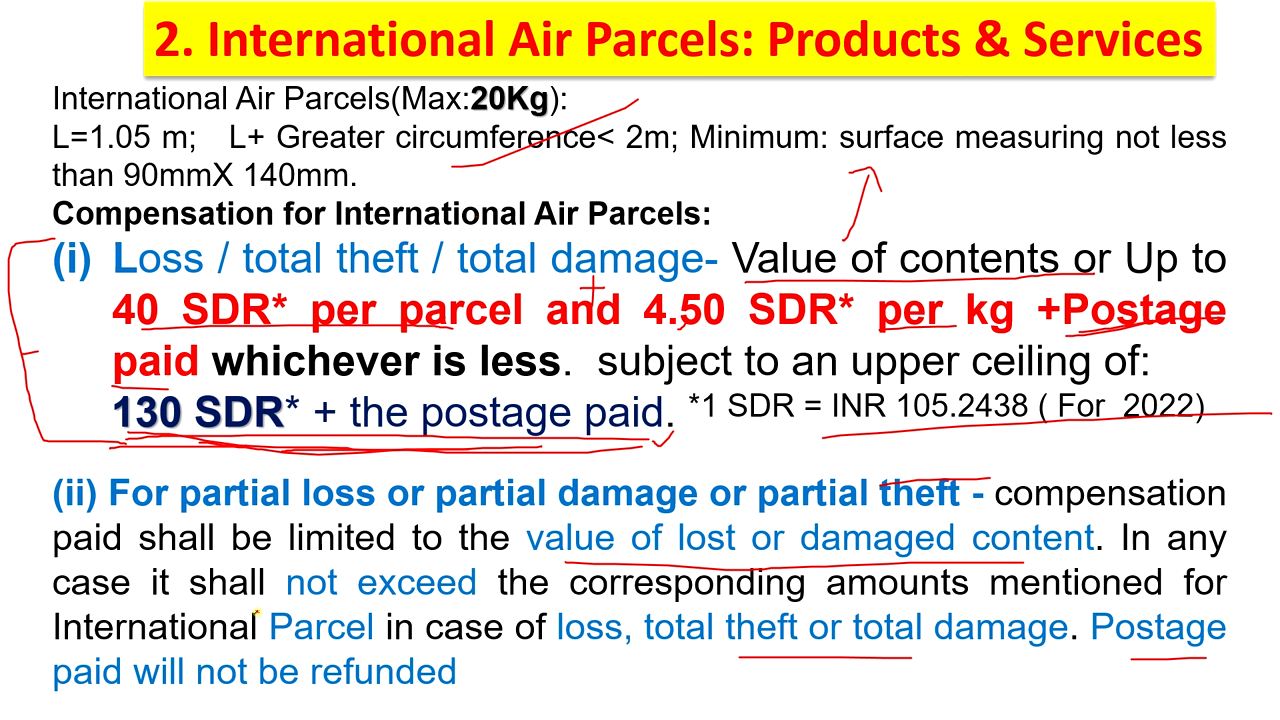 2. International Air Parcels: Products & Services
International Air Parcels(Max:20Kg):
L=1.05 m; L+ Greater circumference< 2m; Minimum: surface measuring not less
than 90mmX 140mm.
Compensation for International Air Parcels:
(i) Loss / total theft / total damage- Value of contents or Up to
40 SDR* per parcel and 4.50 SDR* per kg +Postage
paid whichever is less. subject to an upper ceiling of:
130 SDR* + the postage paid. *1 SDR = INR 105.2438 ( For 2022)
(ii) For partial loss or partial damage or partial theft - compensation
paid shall be limited to the value of lost or damaged content. In any
case it shall not exceed the corresponding amounts mentioned for
International Parcel in case of loss, total theft or total damage. Postage
paid will not be refunded